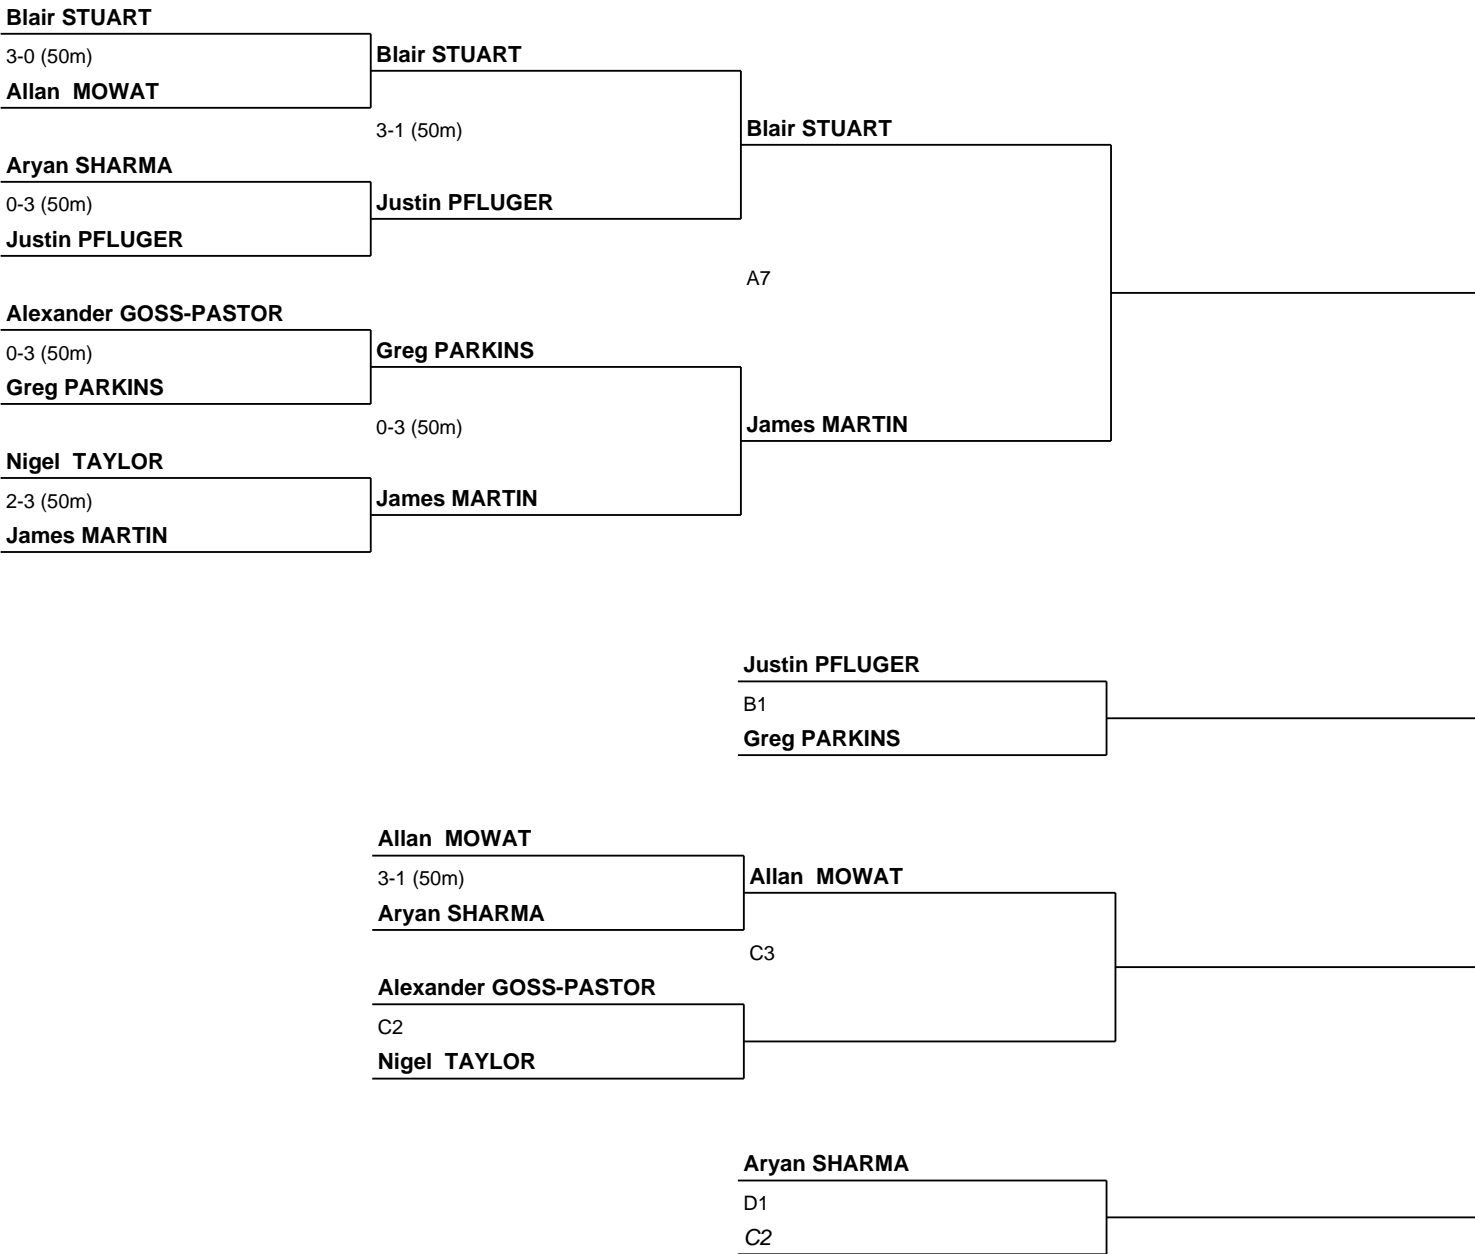 Blair STUART
3-0 (50m)
Blair STUART
Allan  MOWAT
3-1 (50m)
Blair STUART
Aryan SHARMA
0-3 (50m)
Justin PFLUGER
Justin PFLUGER
A7
Alexander GOSS-PASTOR
0-3 (50m)
Greg PARKINS
Greg PARKINS
0-3 (50m)
James MARTIN
Nigel  TAYLOR
2-3 (50m)
James MARTIN
James MARTIN
Justin PFLUGER
B1
Greg PARKINS
Allan  MOWAT
3-1 (50m)
Allan  MOWAT
Aryan SHARMA
C3
Alexander GOSS-PASTOR
C2
Nigel  TAYLOR
Aryan SHARMA
D1
C2